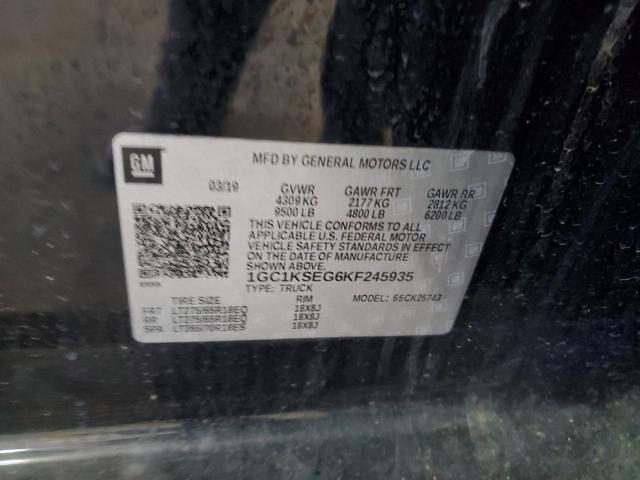 GM
MFD BY GENERAL MOTORS LLC
03/19 GVWR GAWR FRT GAWR RR
4309 KG 2177 KG 2812 KG
9500 LB 4800 LB 6200 LB
THIS VEHICLE CONFORMS TO ALL
APPLICABLE U.S. FEDERAL MOTOR
VEHICLE SAFETY STANDARDS IN EFFECT
ON THE DATE OF MANUFACTURE
1GC1KSEG6KF245935
TYPE: TRUCK
TIRE SIZE RIM MODEL: 65CK25743
FRT LT275/65R18EQ 18X8J
RR LT275/65R18EQ 18X8J
SPA LT265/70R18ES 18X8J